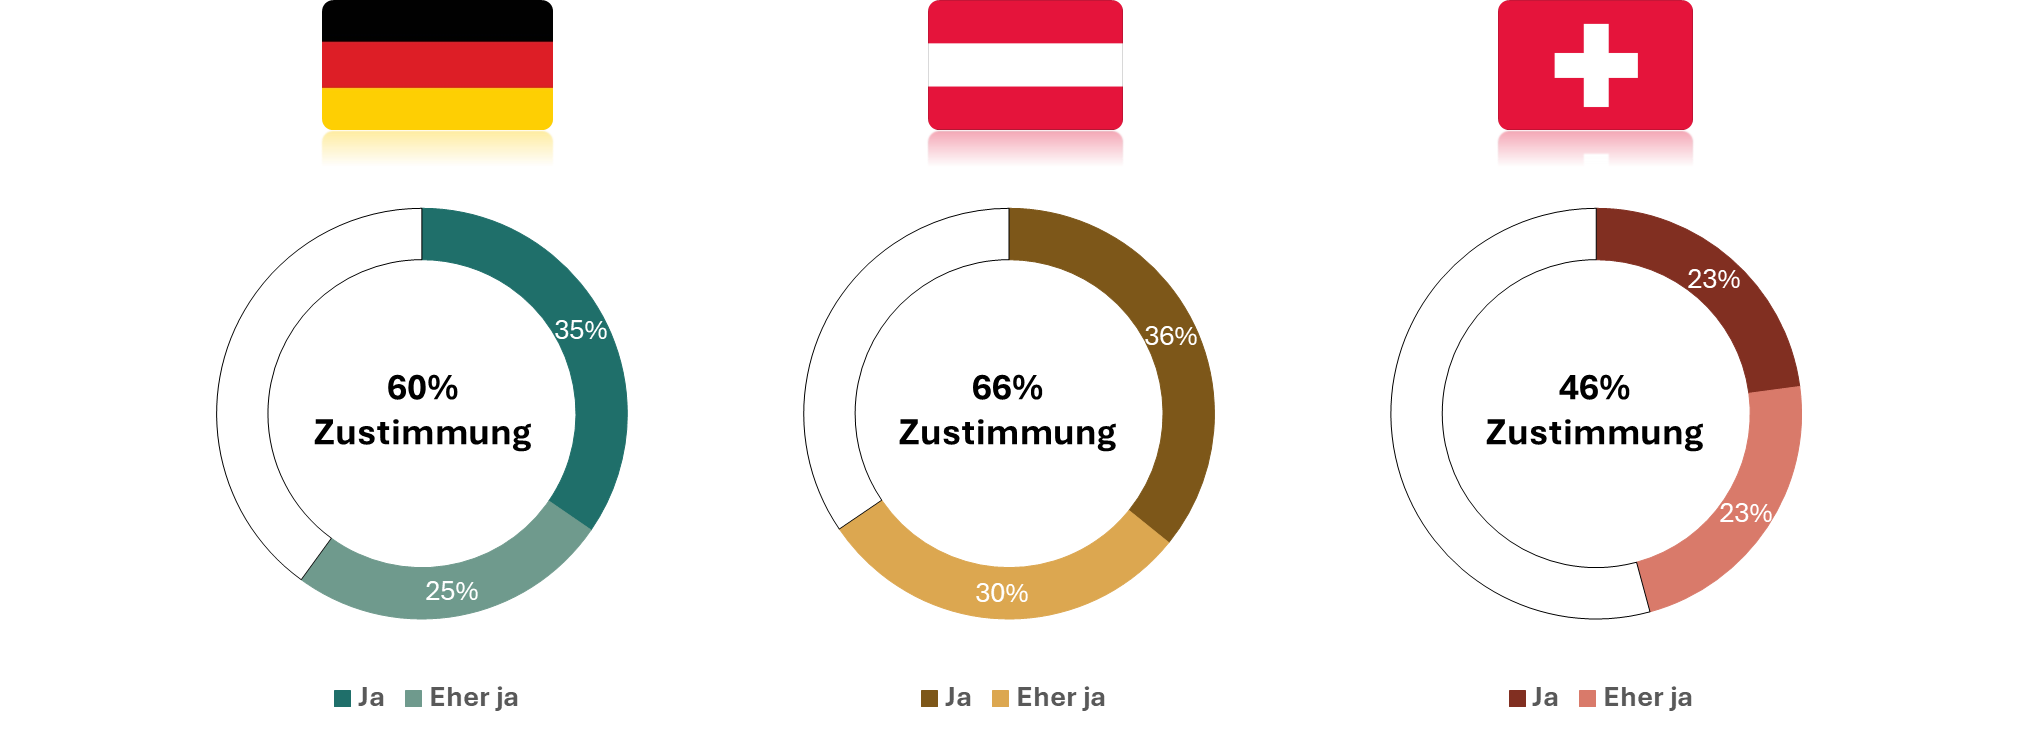 35%
25%
60%
Zustimmung
Ja Eher ja
36%
30%
66%
Zustimmung
Ja Eher ja
23%
23%
46%
Zustimmung
Ja Eher ja